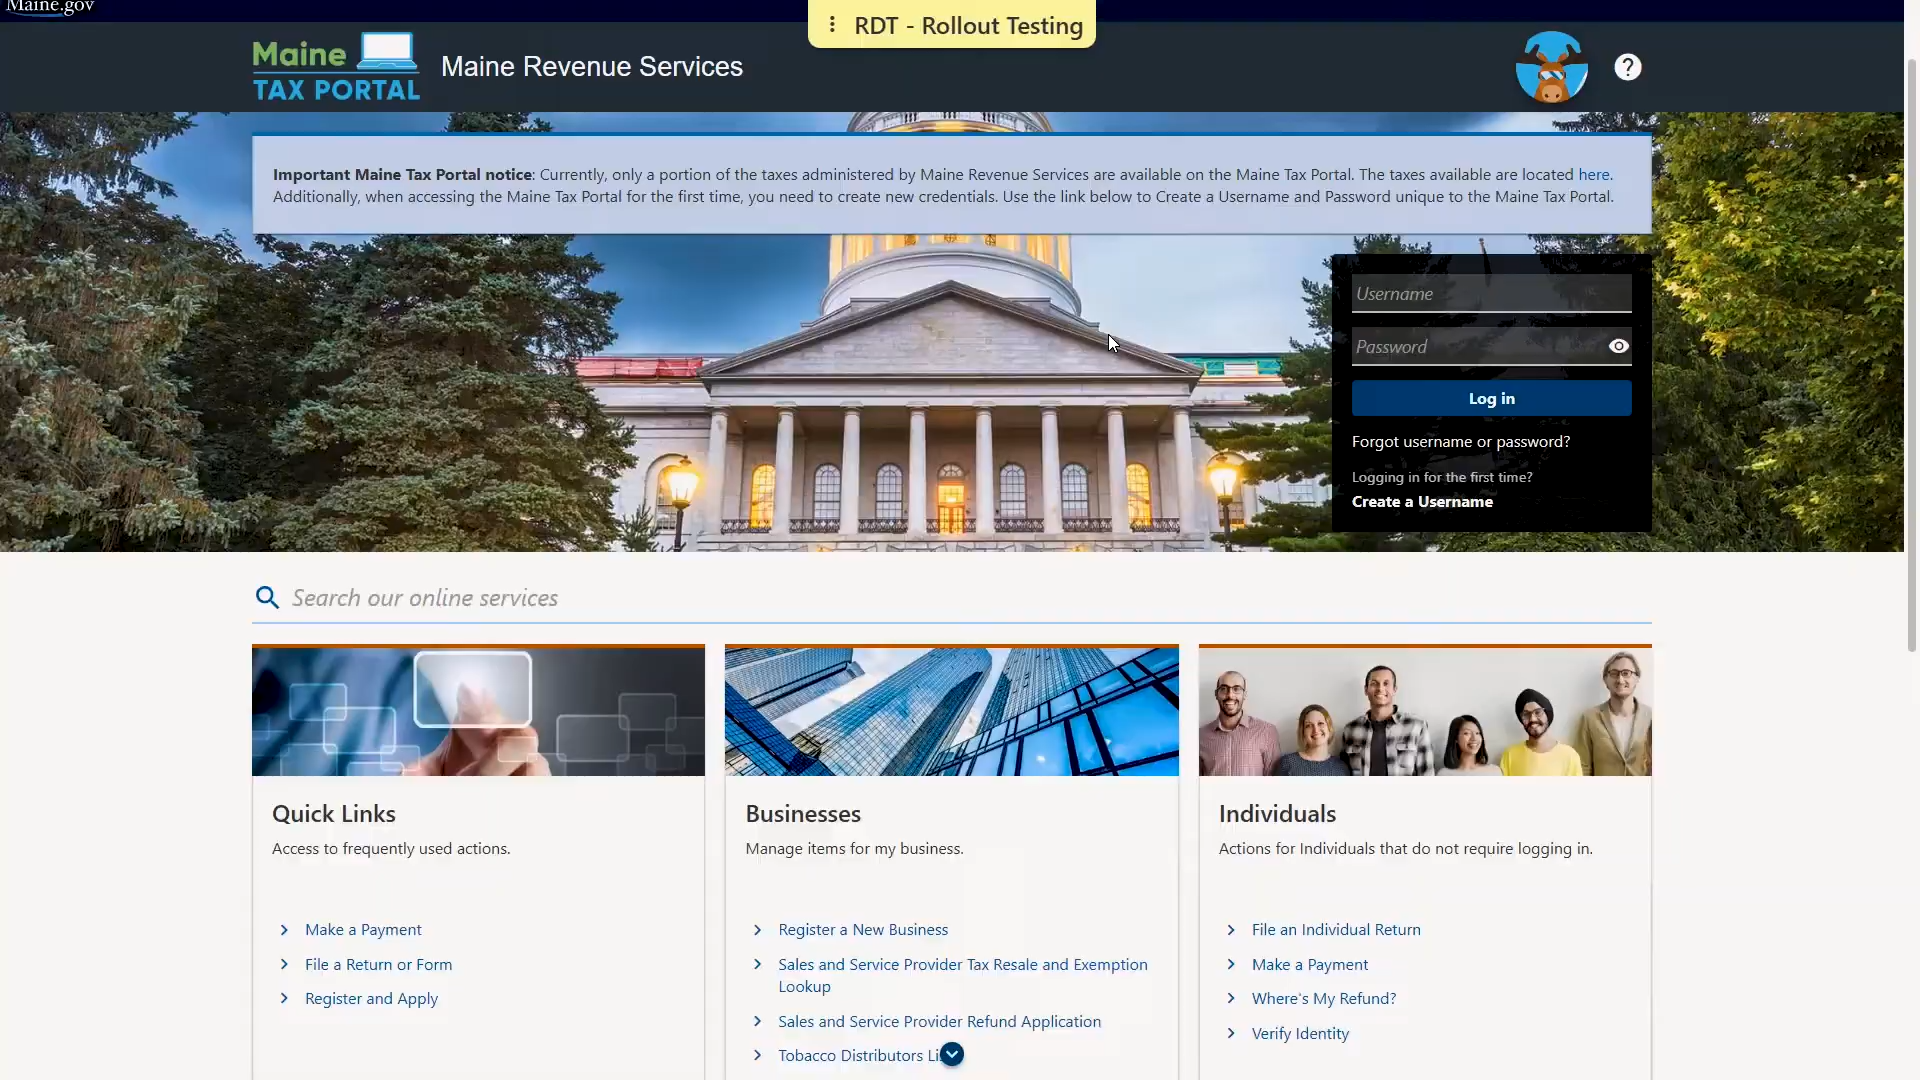 Maine.gov
RDT - Rollout Testing
Maine
TAX PORTAL
Maine Revenue Services
?
Important Maine Tax Portal notice: Currently, only a portion of the taxes administered by Maine Revenue Services are available on the Maine Tax Portal. The taxes available are located here.
Additionally, when accessing the Maine Tax Portal for the first time, you need to create new credentials. Use the link below to Create a Username and Password unique to the Maine Tax Portal.
Username
Password
Log in
Forgot username or password?
Logging in for the first time?
Create a Username
Search our online services
Quick Links
Access to frequently used actions.
Make a Payment
File a Return or Form
Register and Apply
Businesses
Manage items for my business.
Register a New Business
Sales and Service Provider Tax Resale and Exemption
Lookup
Sales and Service Provider Refund Application
Tobacco Distributors
Individuals
Actions for Individuals that do not require logging in.
File an Individual Return
Make a Payment
Where's My Refund?
Verify Identity